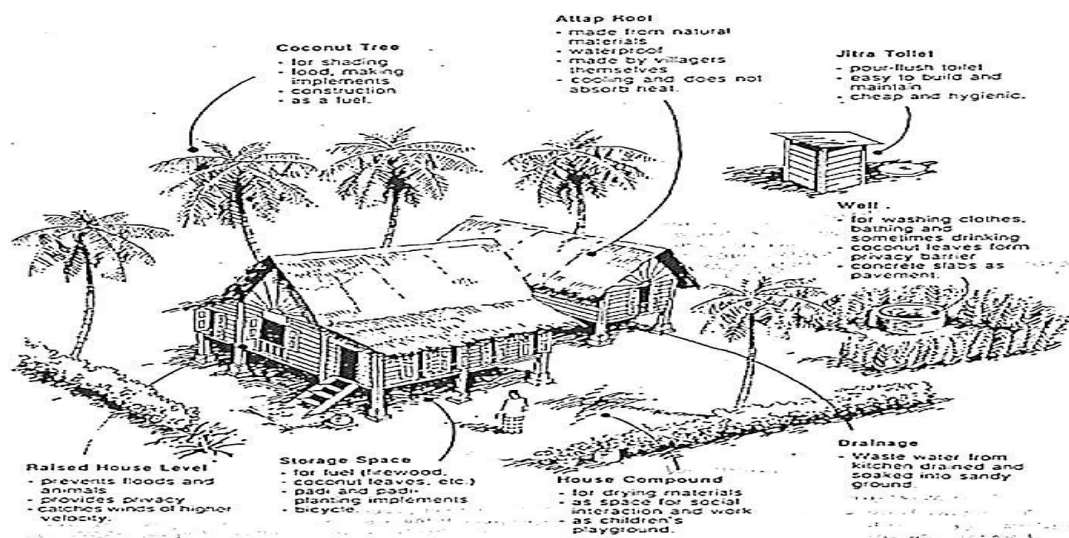 Coconut Tree
- for shading
- food, making
implements
- construction
- as a fuel.
Attap Roof
- made from natural
materials
- waterproof
- made by villagers
themselves
- cooling and does not
absorb heat.
Jitra Toilet
- pour-flush toilet
- easy to build and
maintain
- cheap and hygienic.
Well
- for washing clothes,
bathing and
sometimes drinking
- coconut leaves form
privacy barrier
- concrete slabs as
pavement.
Raised House Level
- prevents floods and
animals
- provides privacy
- catches winds of higher
velocity.
Storage Space
- for fuel (firewood,
coconut leaves, etc.)
- padi and padi-
planting implements
- bicycle.
House Compound
- for drying materials
- as space for social
interaction and work
- as children's
playground.
Drainage
- Waste water from
kitchen drained and
soaked into sandy
ground.